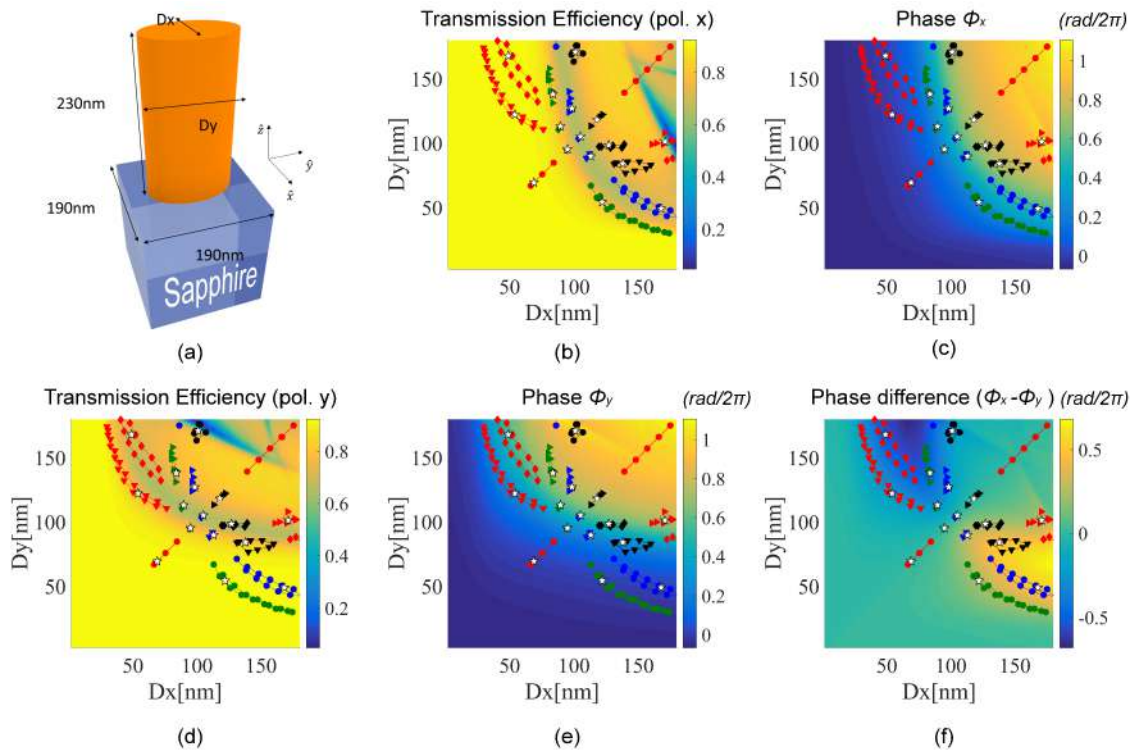 Dx
230nm
Dy
ẑ
ŷ
x̂
190nm
190nm
Sapphire
(a)
Transmission Efficiency (pol. x)
150
100
50
Dy[nm]
50 100 150
Dx[nm]
0.8
0.6
0.4
0.2
(b)
Phase Φx (rad/2π)
150
100
50
Dy[nm]
50 100 150
Dx[nm]
1
0.8
0.6
0.4
0.2
0
(c)
Transmission Efficiency (pol. y)
150
100
50
Dy[nm]
50 100 150
Dx[nm]
0.8
0.6
0.4
0.2
(d)
Phase Φy (rad/2π)
150
100
50
Dy[nm]
50 100 150
Dx[nm]
1
0.8
0.6
0.4
0.2
0
(e)
Phase difference (Φx-Φy) (rad/2π)
150
100
50
Dy[nm]
50 100 150
Dx[nm]
0.5
0
-0.5
(f)